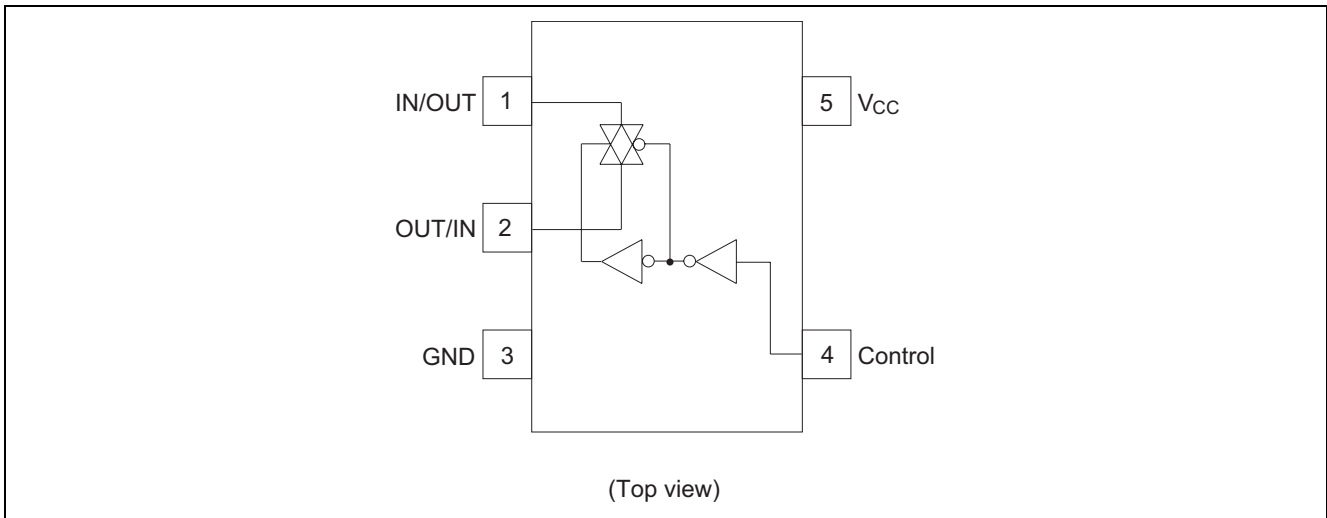 IN/OUT 1
5 VCC
OUT/IN 2
GND 3
4 Control
(Top view)